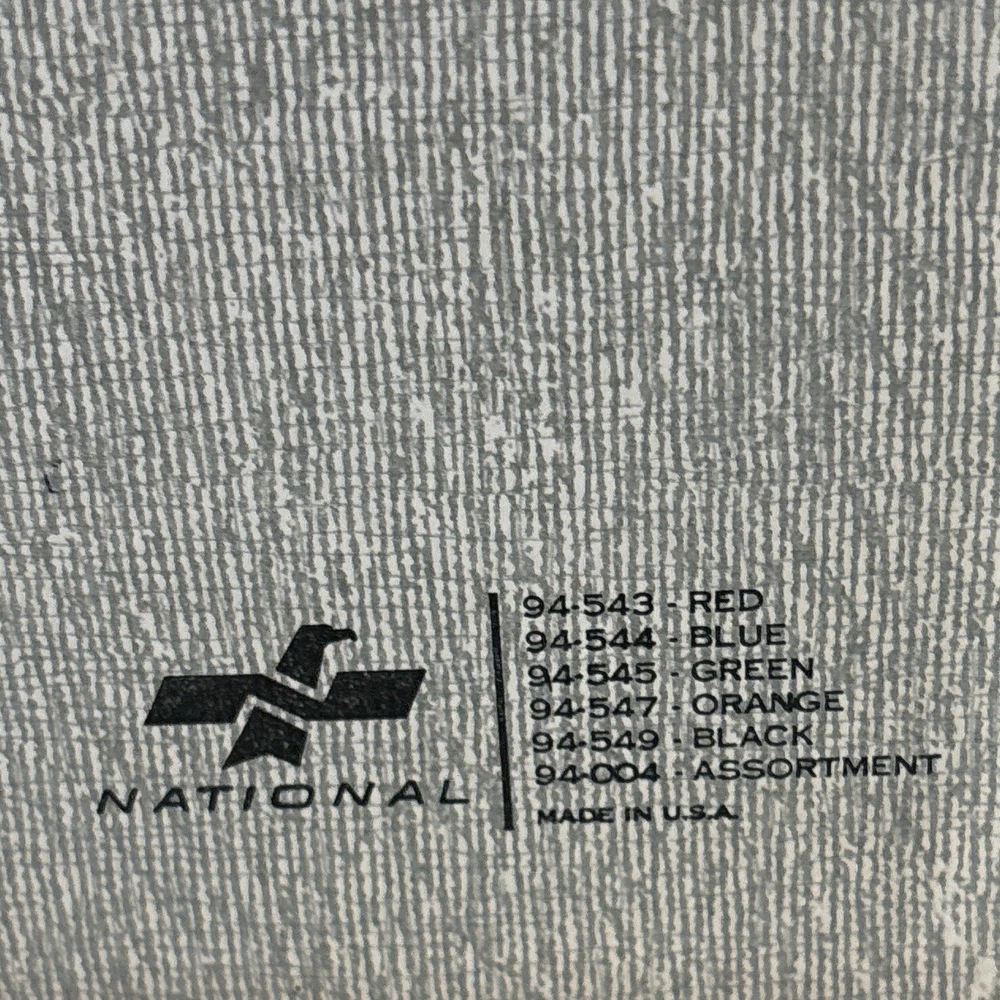 NATIONAL
94-543 - RED
94-544 - BLUE
94-545 - GREEN
94-547 - ORANGE
94-549 - BLACK
94-004 - ASSORTMENT
MADE IN U.S.A.